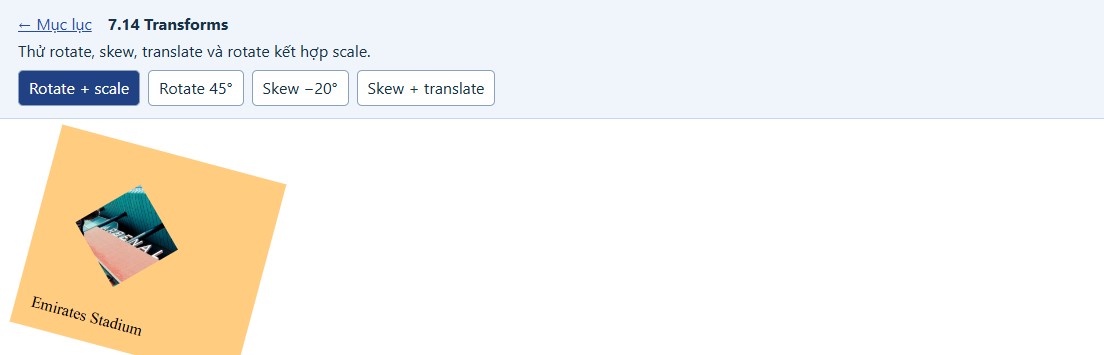 ← Mục lục 7.14 Transforms
Thử rotate, skew, translate và rotate kết hợp scale.
Rotate + scale Rotate 45° Skew −20° Skew + translate
ARSENAL
Emirates Stadium